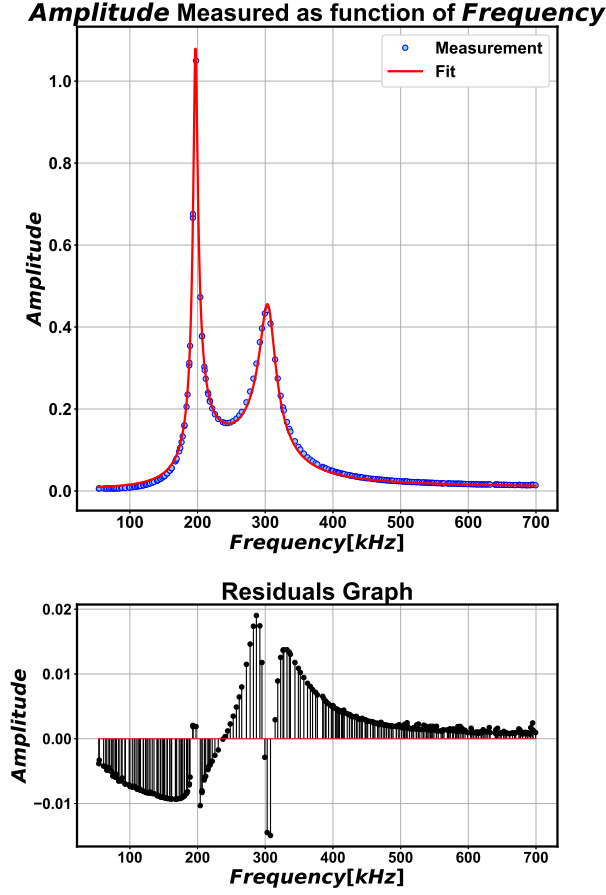 Amplitude Measured as function of Frequency
Measurement
Fit
Amplitude
1.0
0.8
0.6
0.4
0.2
0.0
100 200 300 400 500 600 700
Frequency[kHz]
Residuals Graph
Amplitude
0.02
0.01
0.00
−0.01
100 200 300 400 500 600 700
Frequency[kHz]